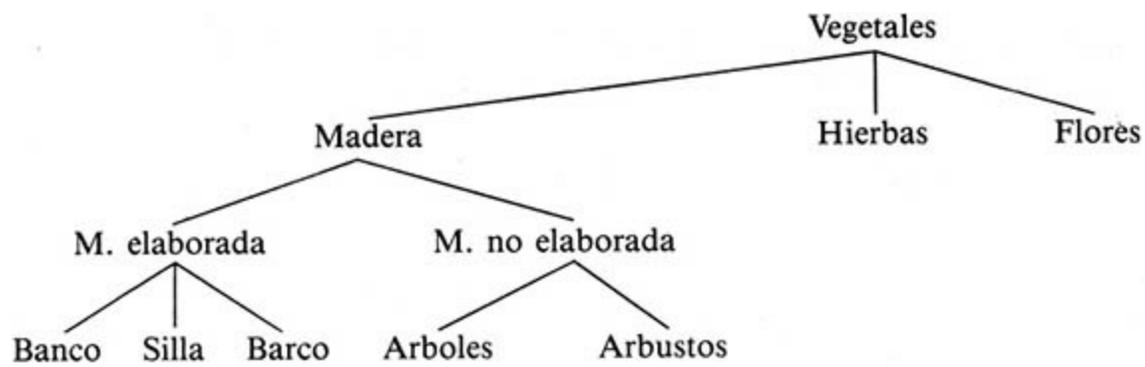 Vegetales
Madera Hierbas Flores
M. elaborada M. no elaborada
Banco Silla Barco Arboles Arbustos